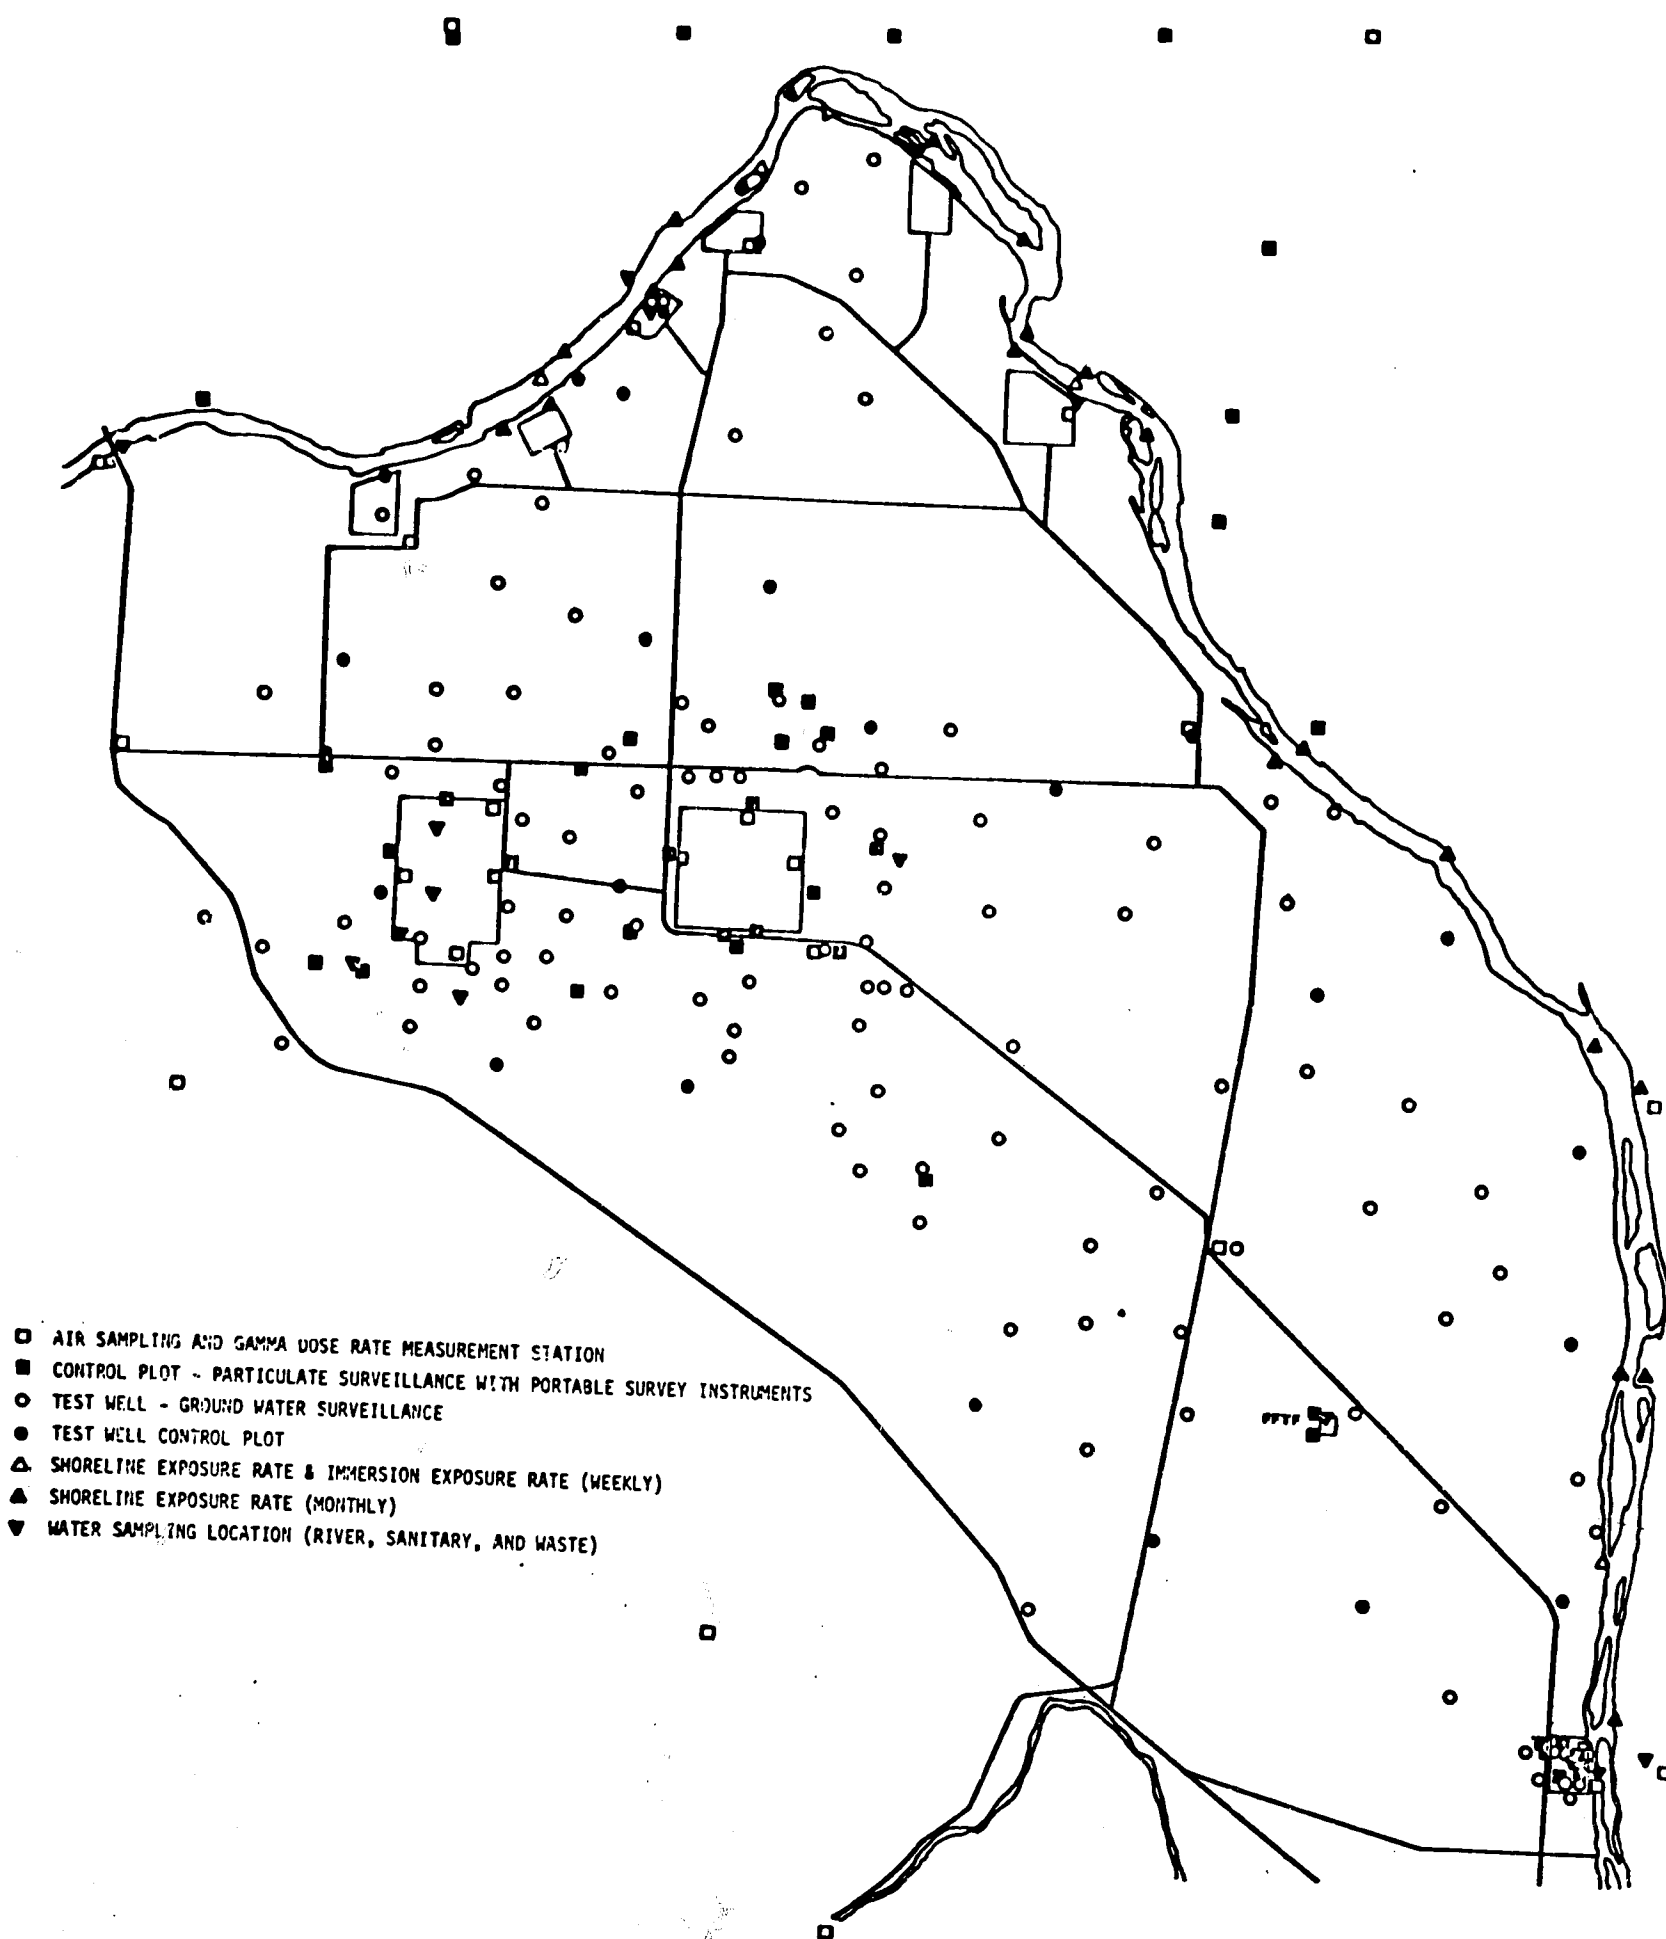 AIR SAMPLING AND GAMMA DOSE RATE MEASUREMENT STATION
CONTROL PLOT - PARTICULATE SURVEILLANCE WITH PORTABLE SURVEY INSTRUMENTS
TEST WELL - GROUND WATER SURVEILLANCE
TEST WELL CONTROL PLOT
SHORELINE EXPOSURE RATE & IMMERSION EXPOSURE RATE (WEEKLY)
SHORELINE EXPOSURE RATE (MONTHLY)
WATER SAMPLING LOCATION (RIVER, SANITARY, AND WASTE)
FFTF